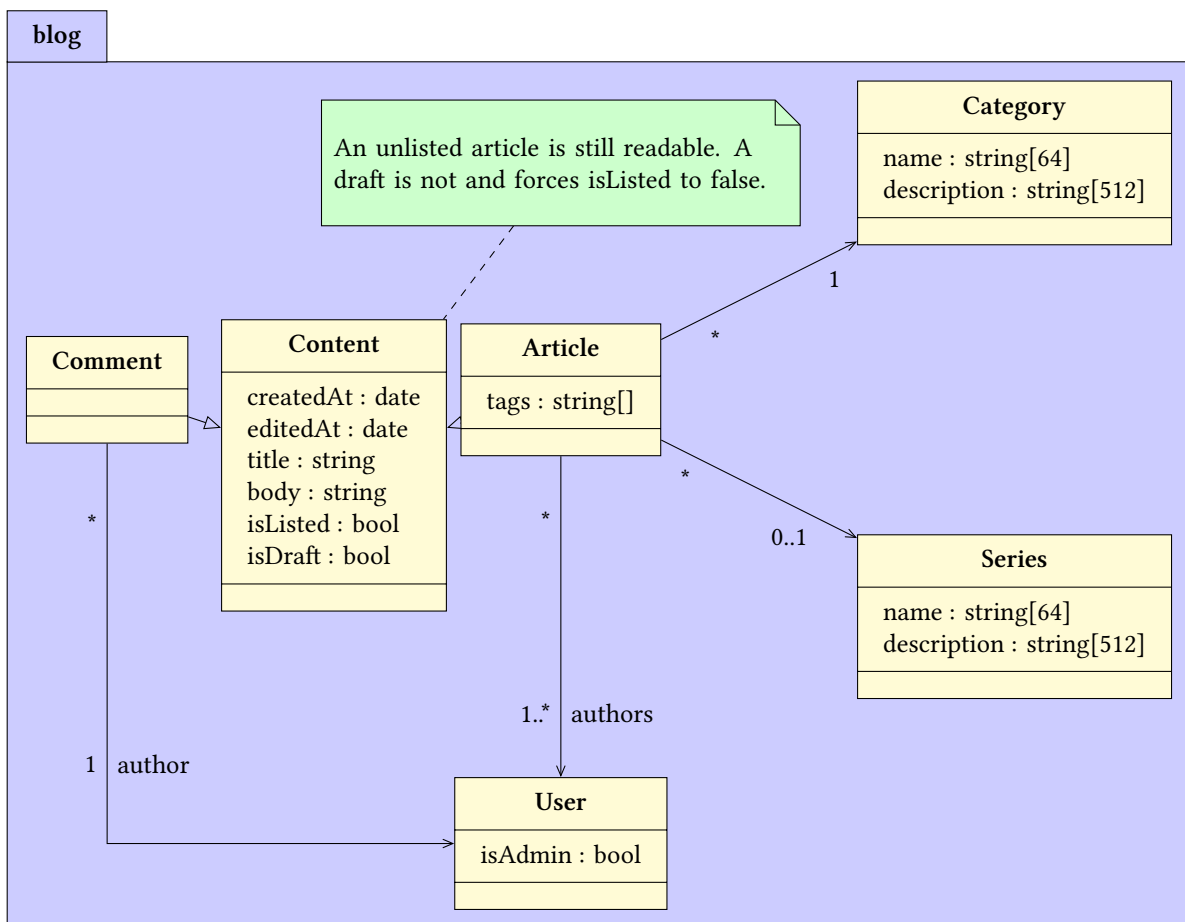 blog
An unlisted article is still readable. A
draft is not and forces isListed to false.
Category
name : string[64]
description : string[512]
1
*
Comment
Content
createdAt : date
editedAt : date
title : string
body : string
isListed : bool
isDraft : bool
Article
tags : string[]
*
*
*
0..1
Series
name : string[64]
description : string[512]
1..* authors
1 author
User
isAdmin : bool